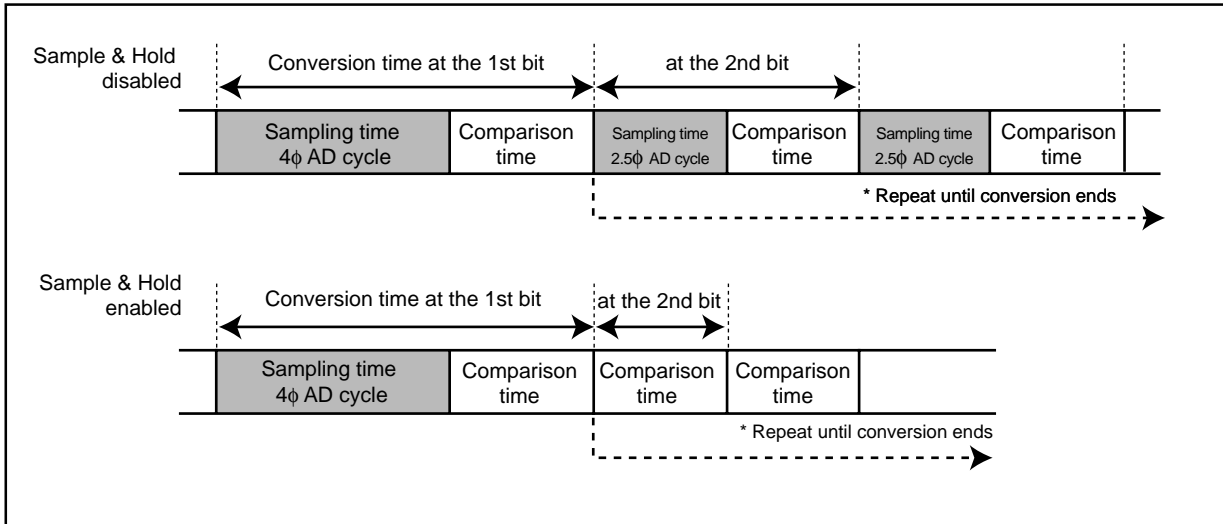 Sample & Hold
disabled
Conversion time at the 1st bit
at the 2nd bit
Sampling time
4ϕ AD cycle
Comparison
time
Sampling time
2.5ϕ AD cycle
Comparison
time
Sampling time
2.5ϕ AD cycle
Comparison
time
* Repeat until conversion ends
Sample & Hold
enabled
Conversion time at the 1st bit
at the 2nd bit
Sampling time
4ϕ AD cycle
Comparison
time
Comparison
time
Comparison
time
* Repeat until conversion ends